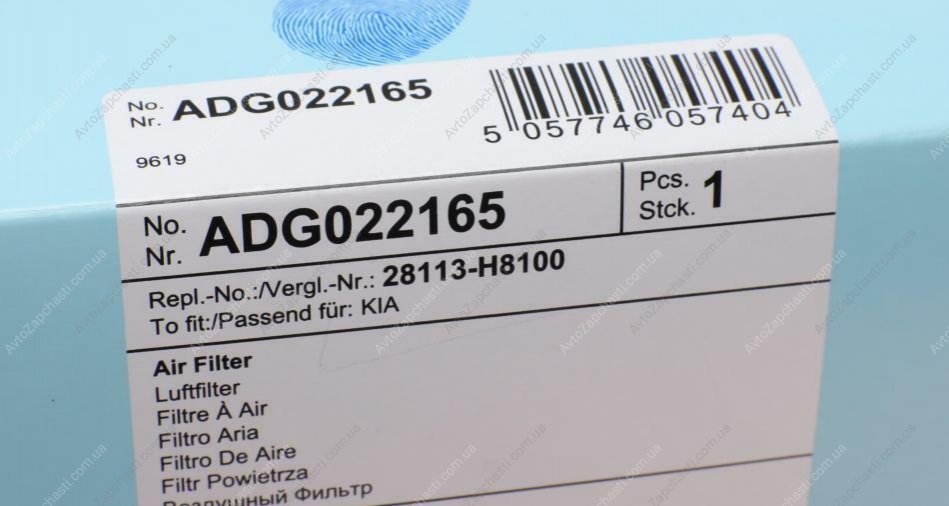 No. ADG022165
Nr.
5 057746 057404
9619
No. ADG022165
Nr.
Pcs. 1
Stck.
Repl.-No.:/Vergl.-Nr.: 28113-H8100
To fit:/Passend für: KIA
Air Filter
Luftfilter
Filtre À Air
Filtro Aria
Filtro De Aire
Filtr Powietrza
Воздушный Фильтр
AvtoZapchasti.com.ua